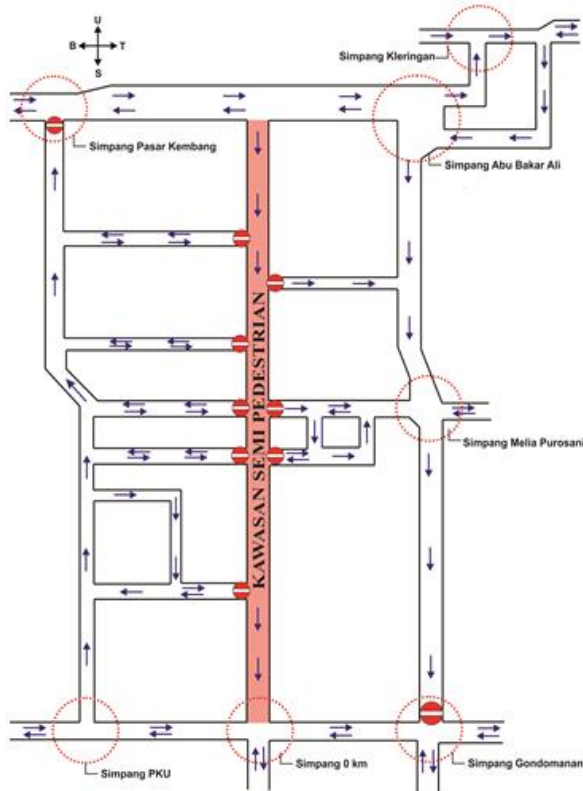 U
B T
S
Simpang Kleringan
Simpang Pasar Kembang
Simpang Abu Bakar Ali
KAWASAN SEMI PEDESTRIAN
Simpang Melia Purosani
Simpang PKU
Simpang 0 km
Simpang Gondomanan